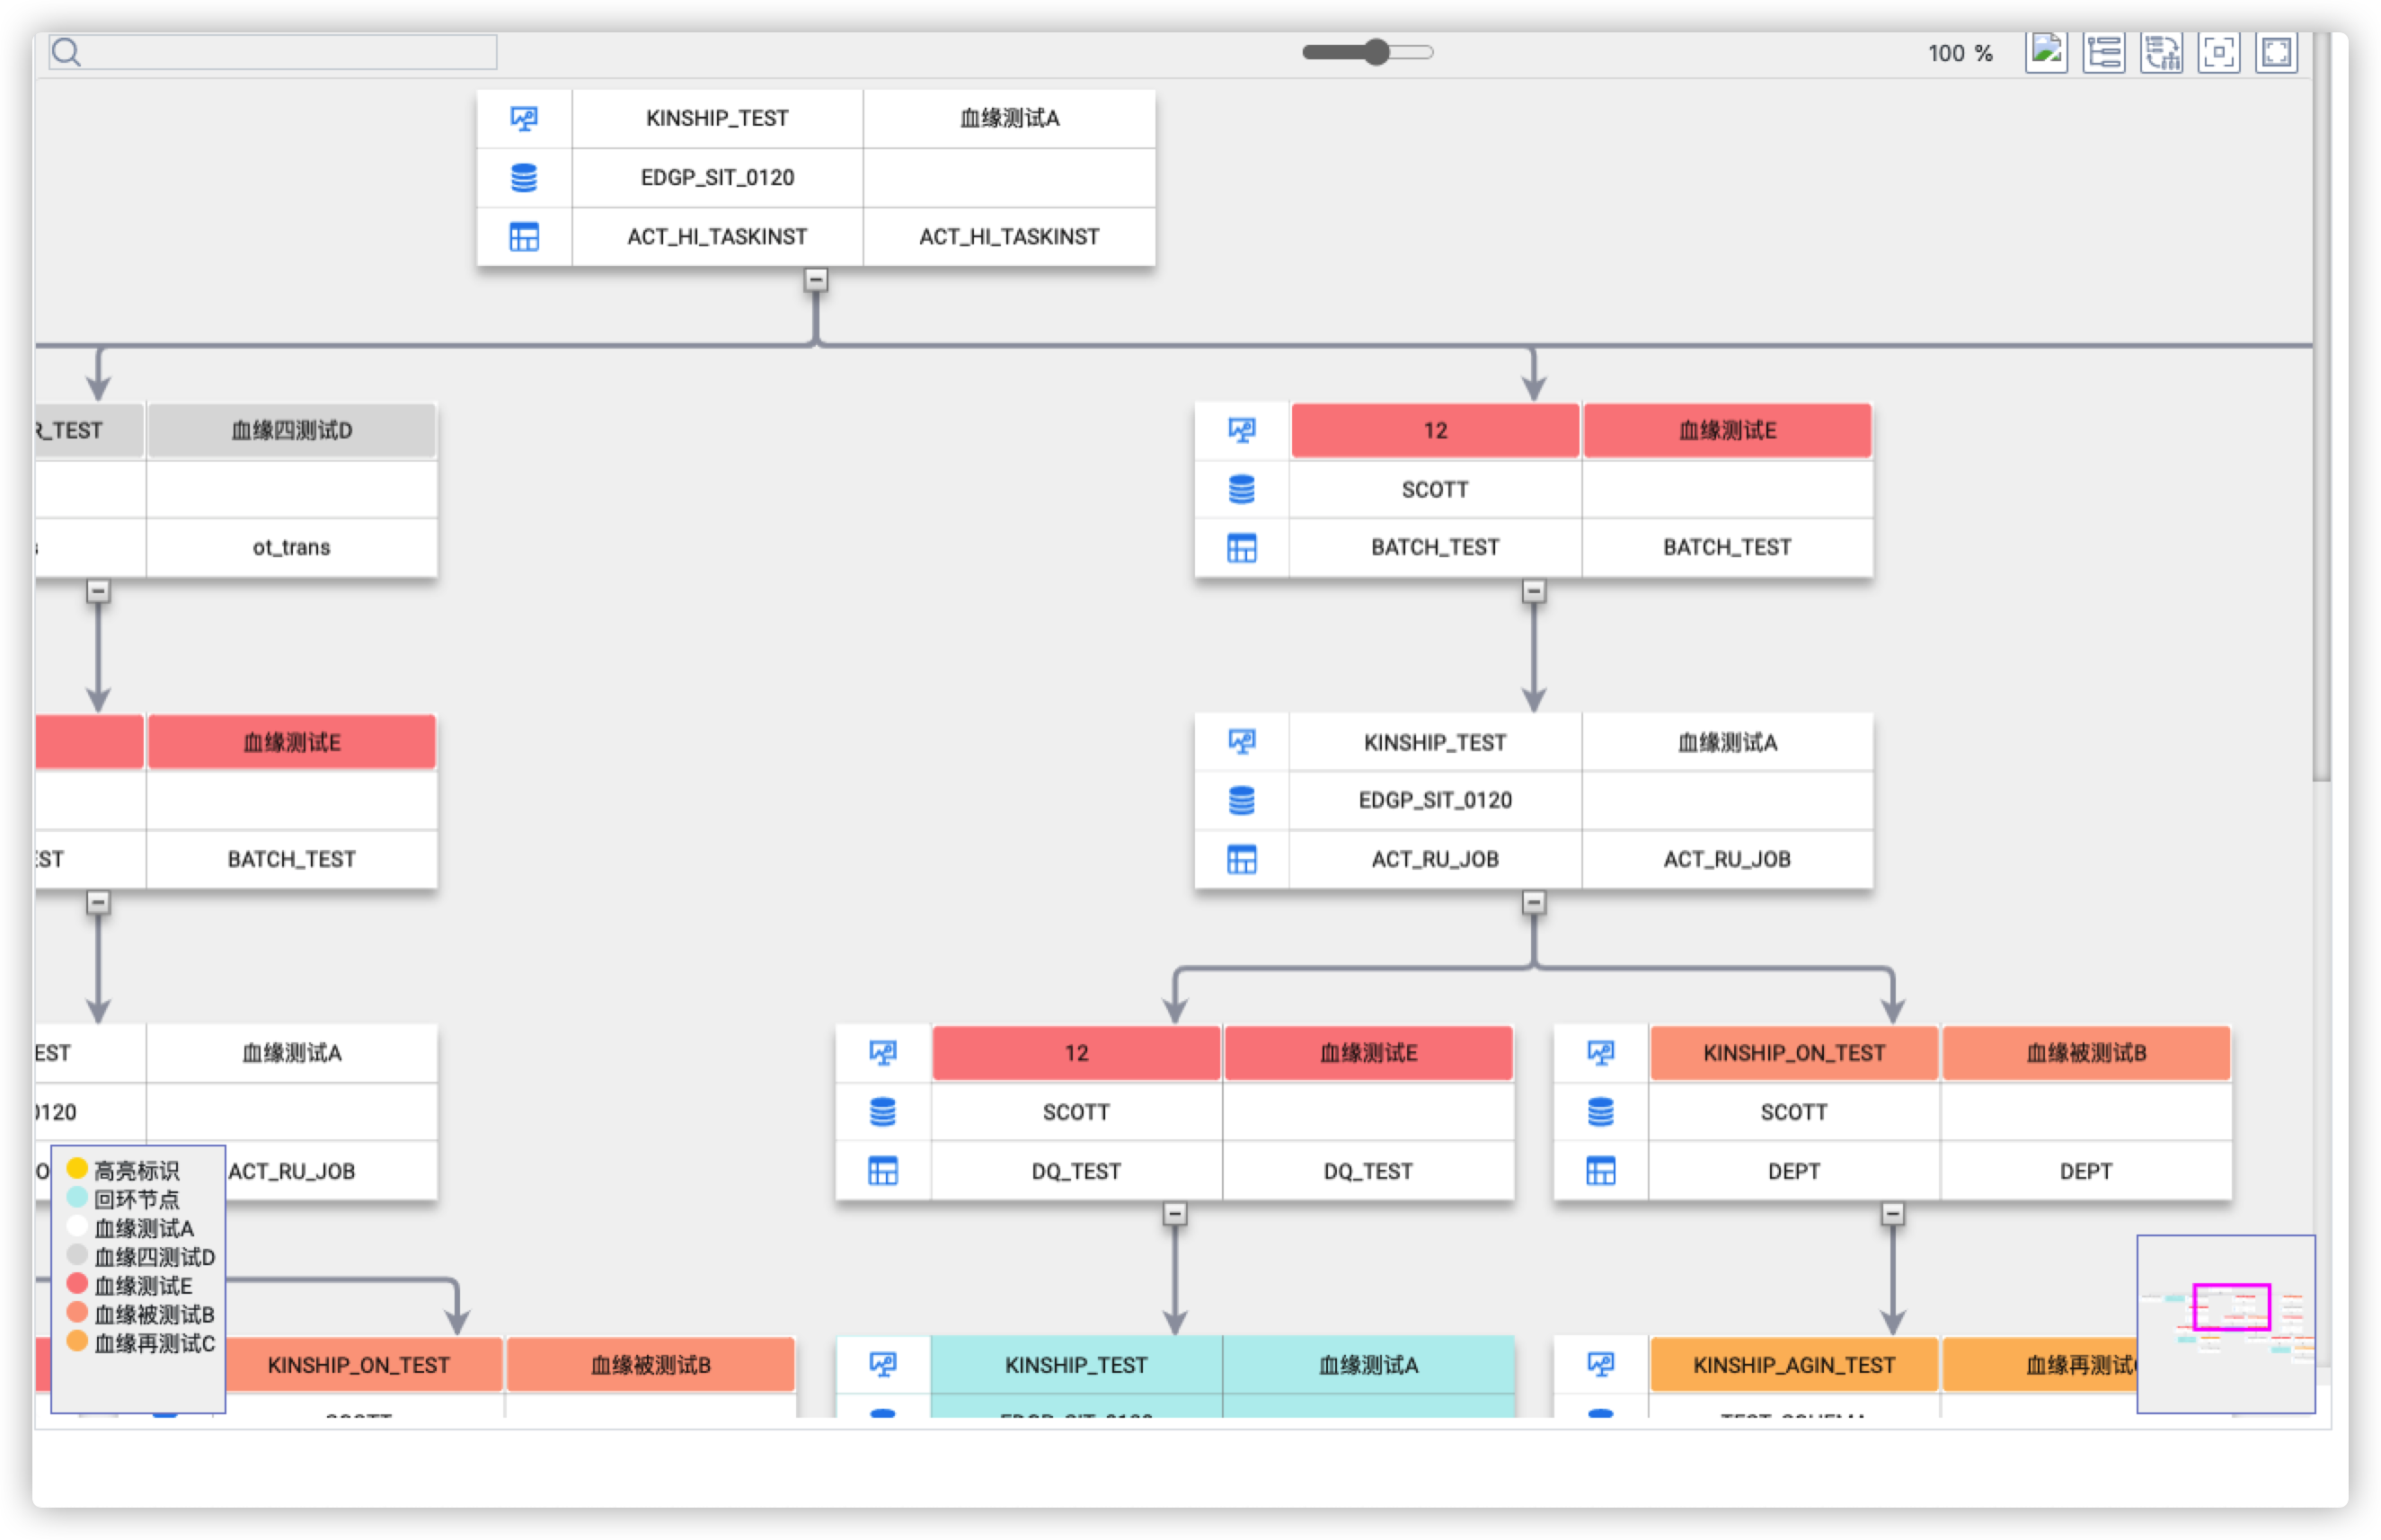 100 %
KINSHIP_TEST 血缘测试A
EDGP_SIT_0120
ACT_HI_TASKINST ACT_HI_TASKINST
R_TEST 血缘四测试D
ot_trans
12 血缘测试E
SCOTT
BATCH_TEST BATCH_TEST
血缘测试E
BATCH_TEST
KINSHIP_TEST 血缘测试A
EDGP_SIT_0120
ACT_RU_JOB ACT_RU_JOB
EST 血缘测试A
0120
ACT_RU_JOB
12 血缘测试E
SCOTT
DQ_TEST DQ_TEST
KINSHIP_ON_TEST 血缘被测试B
SCOTT
DEPT DEPT
高亮标识
回环节点
血缘测试A
血缘四测试D
血缘测试E
血缘被测试B
血缘再测试C
KINSHIP_ON_TEST 血缘被测试B
KINSHIP_TEST 血缘测试A
KINSHIP_AGIN_TEST 血缘再测试